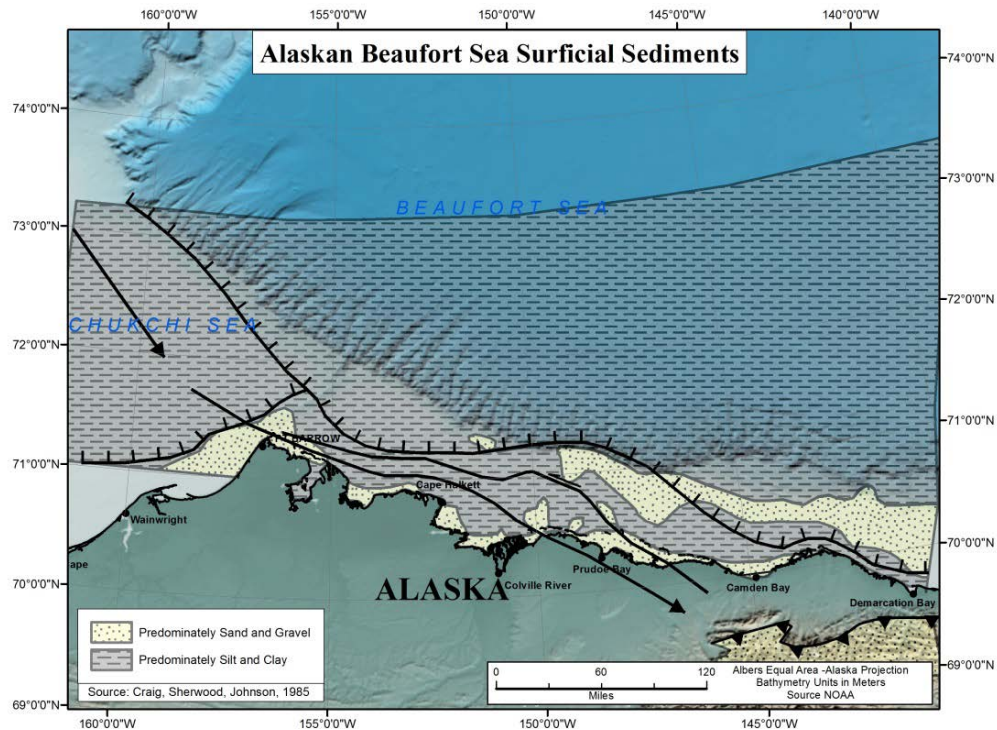 160°0'0"W
155°0'0"W
150°0'0"W
145°0'0"W
140°0'0"W
Alaskan Beaufort Sea Surficial Sediments
74°0'0"N
74°0'0"N
73°0'0"N
73°0'0"N
BEAUFORT SEA
72°0'0"N
72°0'0"N
CHUKCHI SEA
71°0'0"N
71°0'0"N
BARROW
Cape Halkett
Wainwright
70°0'0"N
70°0'0"N
ape
Prudoe Bay
ALASKA
Colville River
Camden Bay
Demarcation Bay
69°0'0"N
69°0'0"N
Predominately Sand and Gravel
Predominately Silt and Clay
Source: Craig, Sherwood, Johnson, 1985
0 60 120
Miles
Albers Equal Area -Alaska Projection
Bathymetry Units in Meters
Source NOAA
160°0'0"W
155°0'0"W
150°0'0"W
145°0'0"W